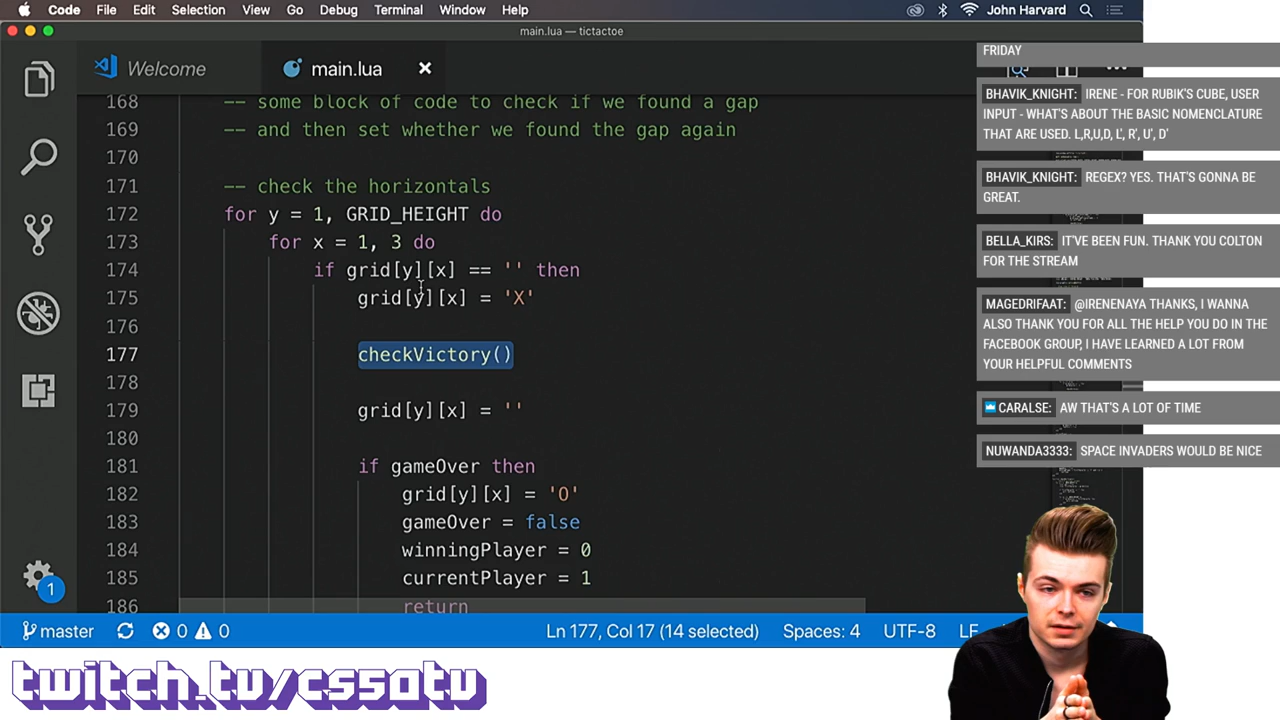 Code File Edit Selection View Go Debug Terminal Window Help John Harvard
main.lua — tictactoe
Welcome main.lua
168 -- some block of code to check if we found a gap
169 -- and then set whether we found the gap again
170
171 -- check the horizontals
172 for y = 1, GRID_HEIGHT do
173 for x = 1, 3 do
174 if grid[y][x] == '' then
175 grid[y][x] = 'X'
176
177 checkVictory()
178
179 grid[y][x] = ''
180
181 if gameOver then
182 grid[y][x] = 'O'
183 gameOver = false
184 winningPlayer = 0
185 currentPlayer = 1
186 return
master 0 0 Ln 177, Col 17 (14 selected) Spaces: 4 UTF-8 LF
1
FRIDAY
BHAVIK_KNIGHT: IRENE - FOR RUBIK'S CUBE, USER
INPUT - WHAT'S ABOUT THE BASIC NOMENCLATURE
THAT ARE USED. L,R,U,D, L', R', U', D'
BHAVIK_KNIGHT: REGEX? YES. THAT'S GONNA BE
GREAT.
BELLA_KIRS: IT'VE BEEN FUN. THANK YOU COLTON
FOR THE STREAM
MAGEDRIFAAT: @IRENENAYA THANKS, I WANNA
ALSO THANK YOU FOR ALL THE HELP YOU DO IN THE
FACEBOOK GROUP, I HAVE LEARNED A LOT FROM
YOUR HELPFUL COMMENTS
CARALSE: AW THAT'S A LOT OF TIME
NUWANDA3333: SPACE INVADERS WOULD BE NICE
twitch.tv/cs50tv